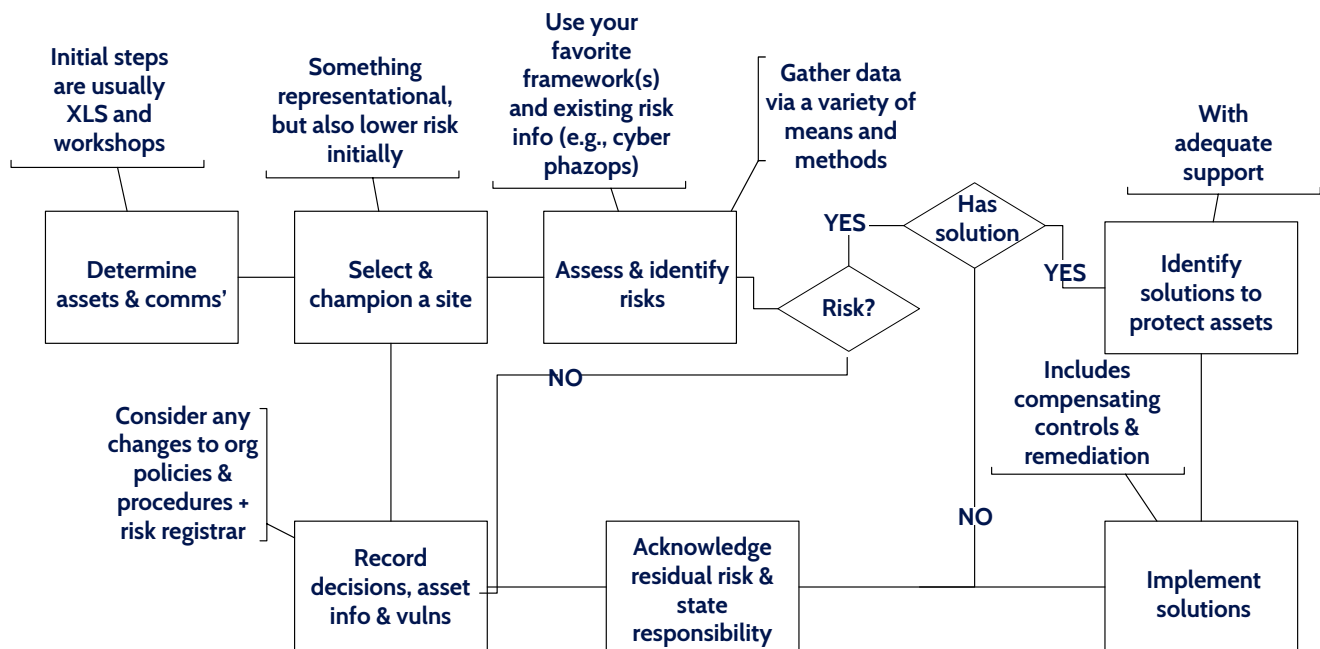 Initial steps
are usually
XLS and
workshops
Something
representational,
but also lower risk
initially
Use your
favorite
framework(s)
and existing risk
info (e.g., cyber
phazops)
Gather data
via a variety of
means and
methods
With
adequate
support
Determine
assets & comms’
Select &
champion a site
Assess & identify
risks
Risk?
YES
Has
solution
YES
Identify
solutions to
protect assets
NO
Includes
compensating
controls &
remediation
Consider any
changes to org
policies &
procedures +
risk registrar
NO
Record
decisions, asset
info & vulns
Acknowledge
residual risk &
state
responsibility
Implement
solutions